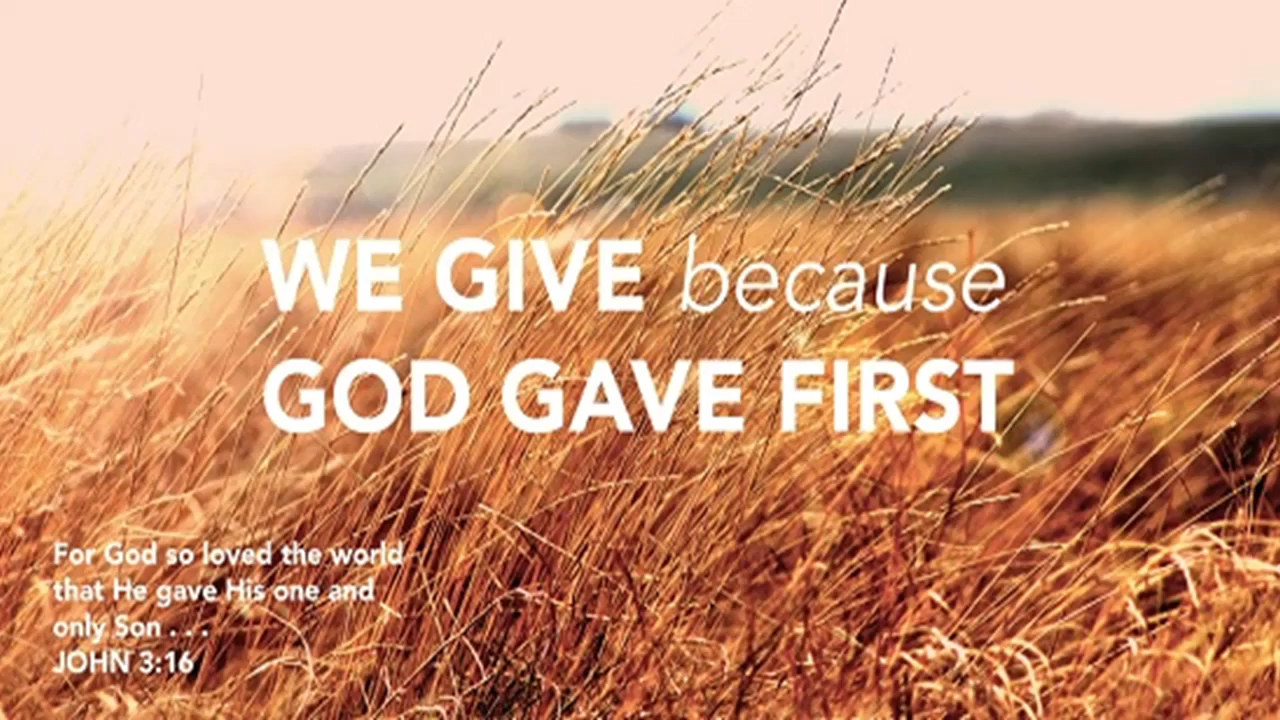 WE GIVE because
GOD GAVE FIRST
For God so loved the world
that He gave His one and
only Son . . .
JOHN 3:16